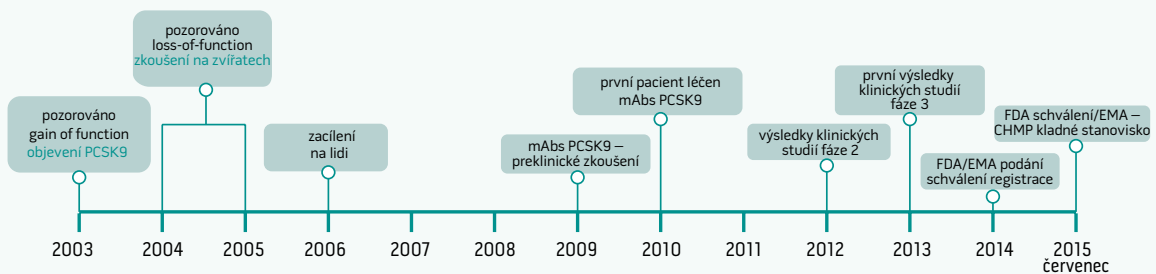 pozorováno
gain of function
objevení PCSK9
pozorováno
loss-of-function
zkoušení na zvířatech
zacílení
na lidi
mAbs PCSK9 –
preklinické zkoušení
první pacient léčen
mAbs PCSK9
výsledky klinických
studií fáze 2
první výsledky
klinických studií
fáze 3
FDA/EMA podání
schválení registrace
FDA schválení/EMA –
CHMP kladné stanovisko
2003
2004
2005
2006
2007
2008
2009
2010
2011
2012
2013
2014
2015
červenec